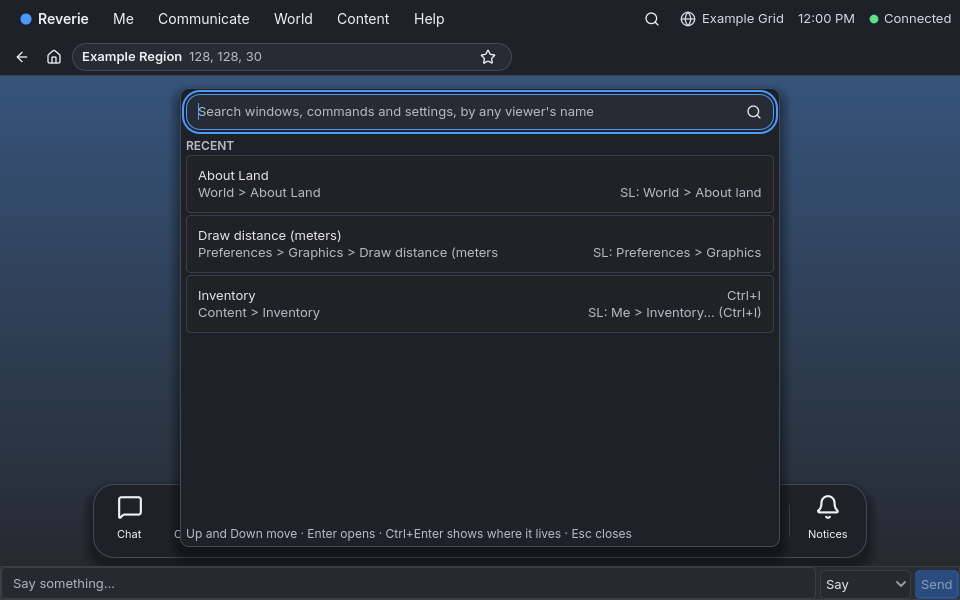 Reverie Me Communicate World Content Help Example Grid 12:00 PM Connected
Example Region 128, 128, 30
Search windows, commands and settings, by any viewer's name
RECENT
About Land
World > About Land SL: World > About land
Draw distance (meters)
Preferences > Graphics > Draw distance (meters SL: Preferences > Graphics
Inventory Ctrl+I
Content > Inventory SL: Me > Inventory... (Ctrl+I)
Up and Down move · Enter opens · Ctrl+Enter shows where it lives · Esc closes
Chat Notices
Say something... Say Send